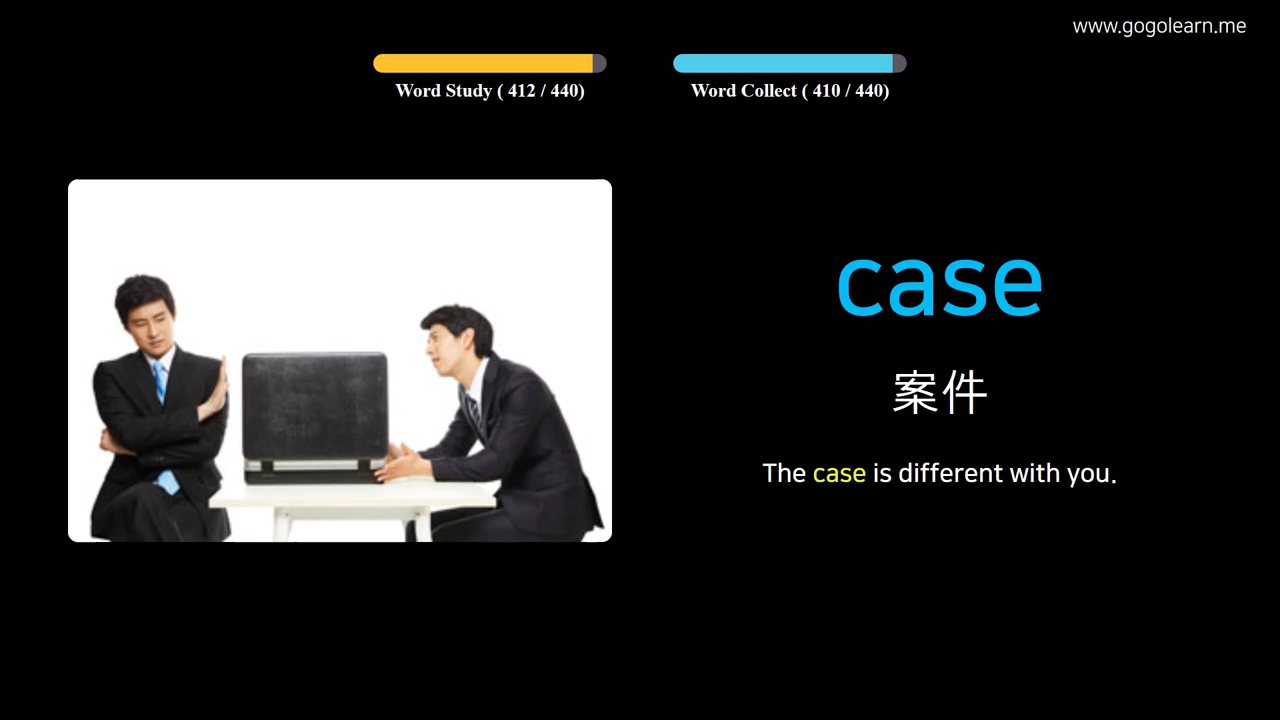 www.gogolearn.me
Word Study ( 412 / 440)
Word Collect ( 410 / 440)
case
案件
The case is different with you.